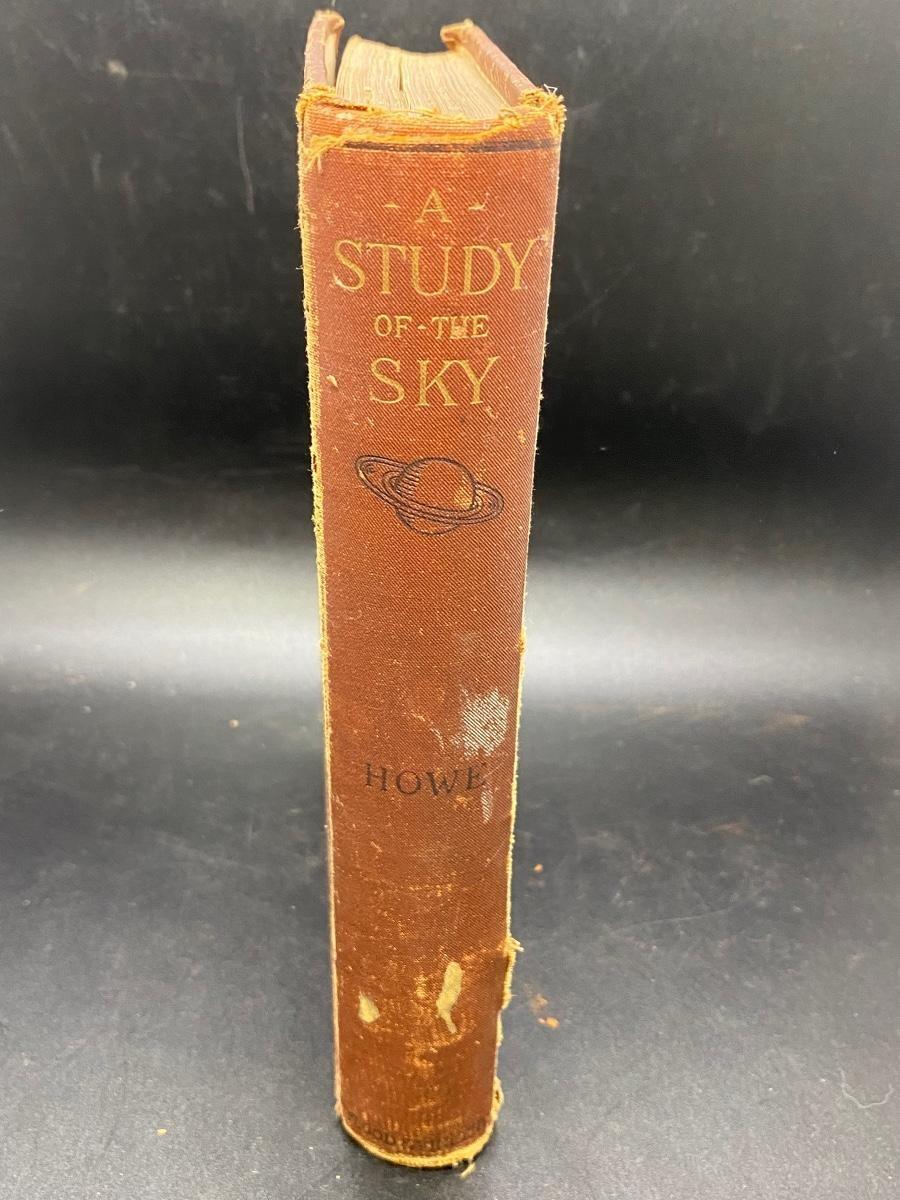 - A -
STUDY
OF - THE
SKY
HOWE